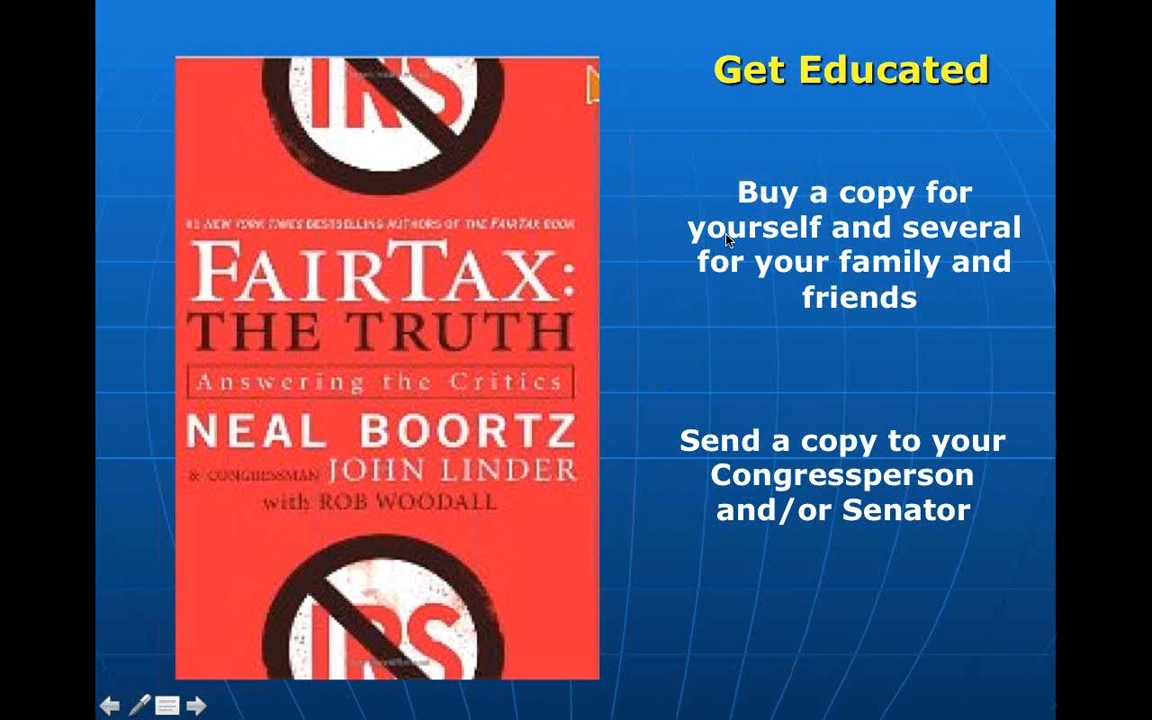 Get Educated
IRS
#1 NEW YORK TIMES BESTSELLING AUTHORS OF THE FAIRTAX BOOK
FAIRTAX:
THE TRUTH
Answering the Critics
NEAL BOORTZ
& CONGRESSMAN JOHN LINDER
with ROB WOODALL
IRS
Buy a copy for
yourself and several
for your family and
friends
Send a copy to your
Congressperson
and/or Senator